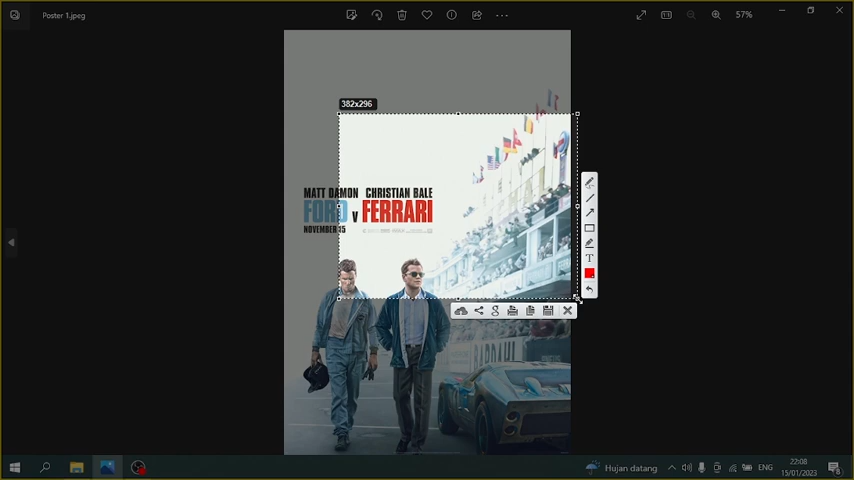 Poster 1.jpeg
57%
382x296
MATT DAMON CHRISTIAN BALE
FORD v FERRARI
NOVEMBER 15
T
BARDAHL
Hujan datang
ENG
22:08
15/01/2023